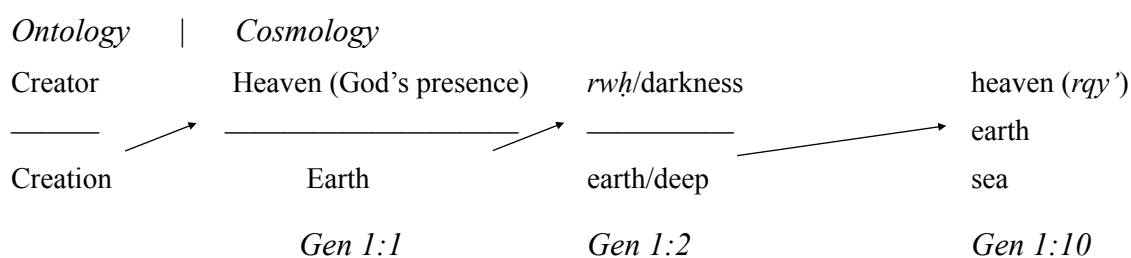 Ontology | Cosmology
Creator Heaven (God’s presence) rwḥ/darkness heaven (rqy’)
earth
Creation Earth earth/deep sea
Gen 1:1 Gen 1:2 Gen 1:10